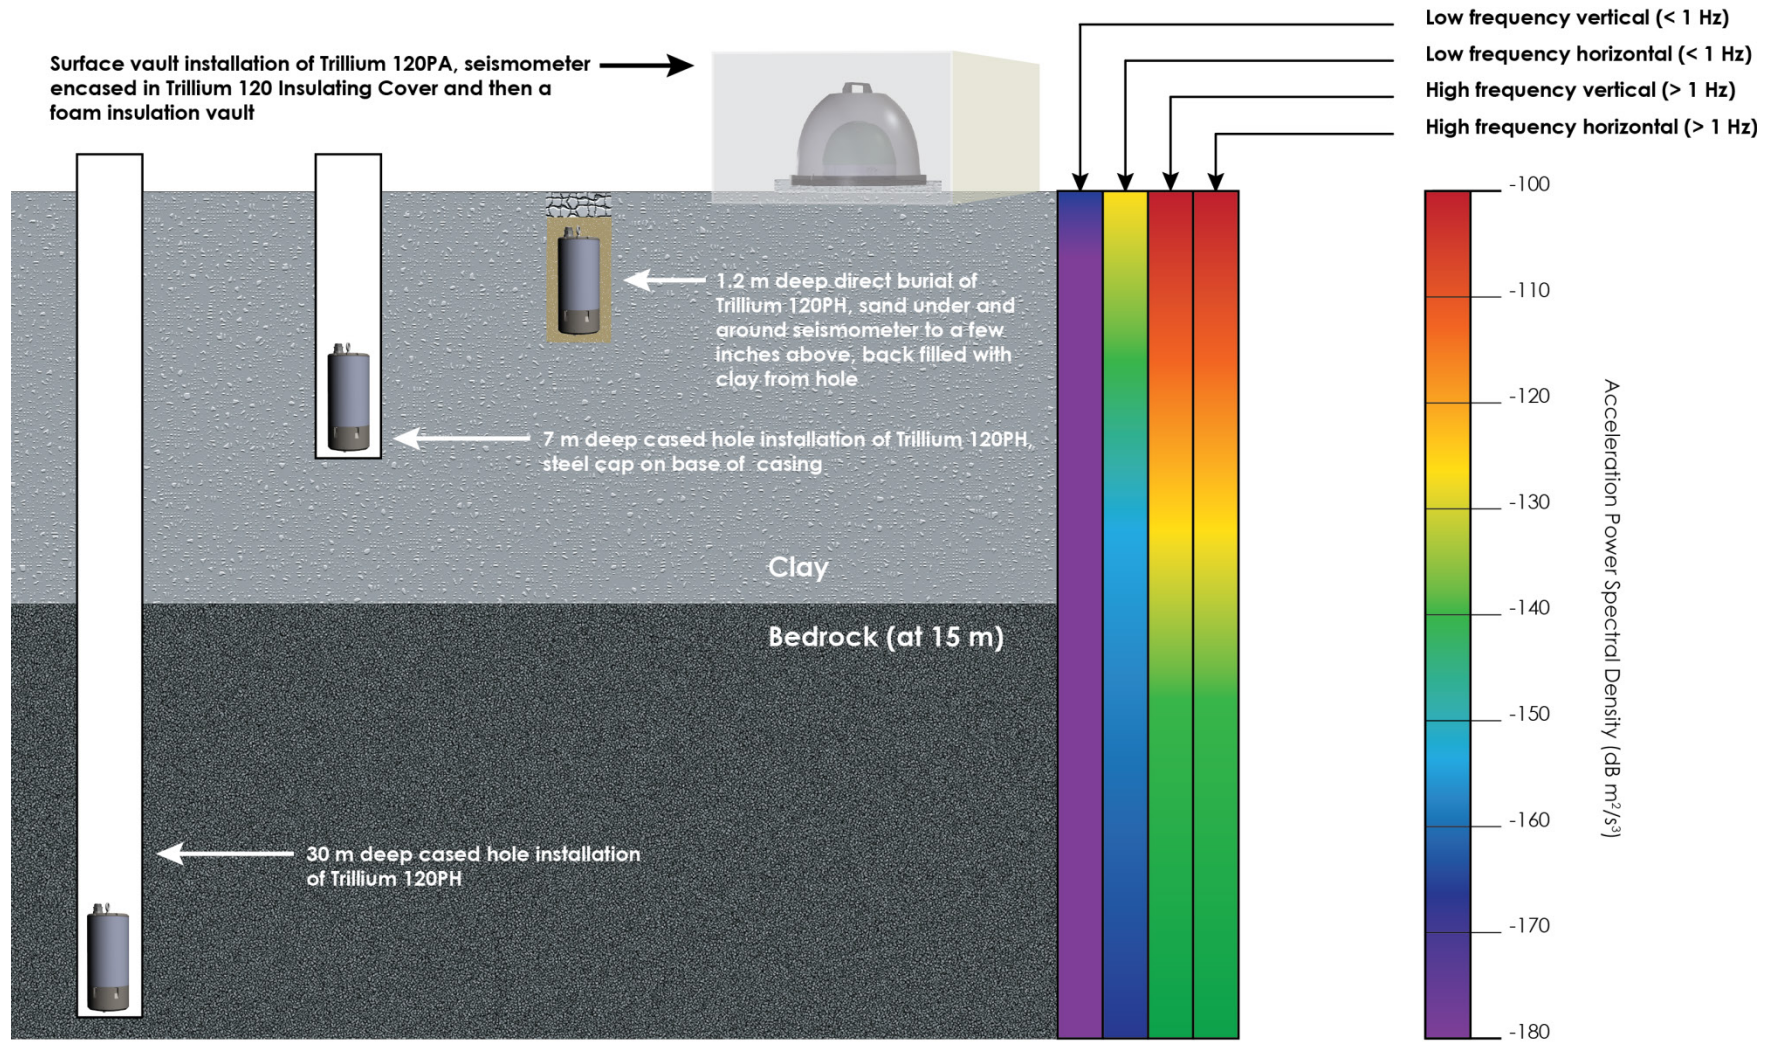 Low frequency vertical (< 1 Hz)
Low frequency horizontal (< 1 Hz)
High frequency vertical (> 1 Hz)
High frequency horizontal (> 1 Hz)
Surface vault installation of Trillium 120PA, seismometer
encased in Trillium 120 Insulating Cover and then a
foam insulation vault
1.2 m deep direct burial of
Trillium 120PH, sand under and
around seismometer to a few
inches above, back filled with
clay from hole
7 m deep cased hole installation of Trillium 120PH,
steel cap on base of casing
Clay
Bedrock (at 15 m)
30 m deep cased hole installation
of Trillium 120PH
-100
-110
-120
-130
-140
-150
-160
-170
-180
Acceleration Power Spectral Density (dB m²/s³)